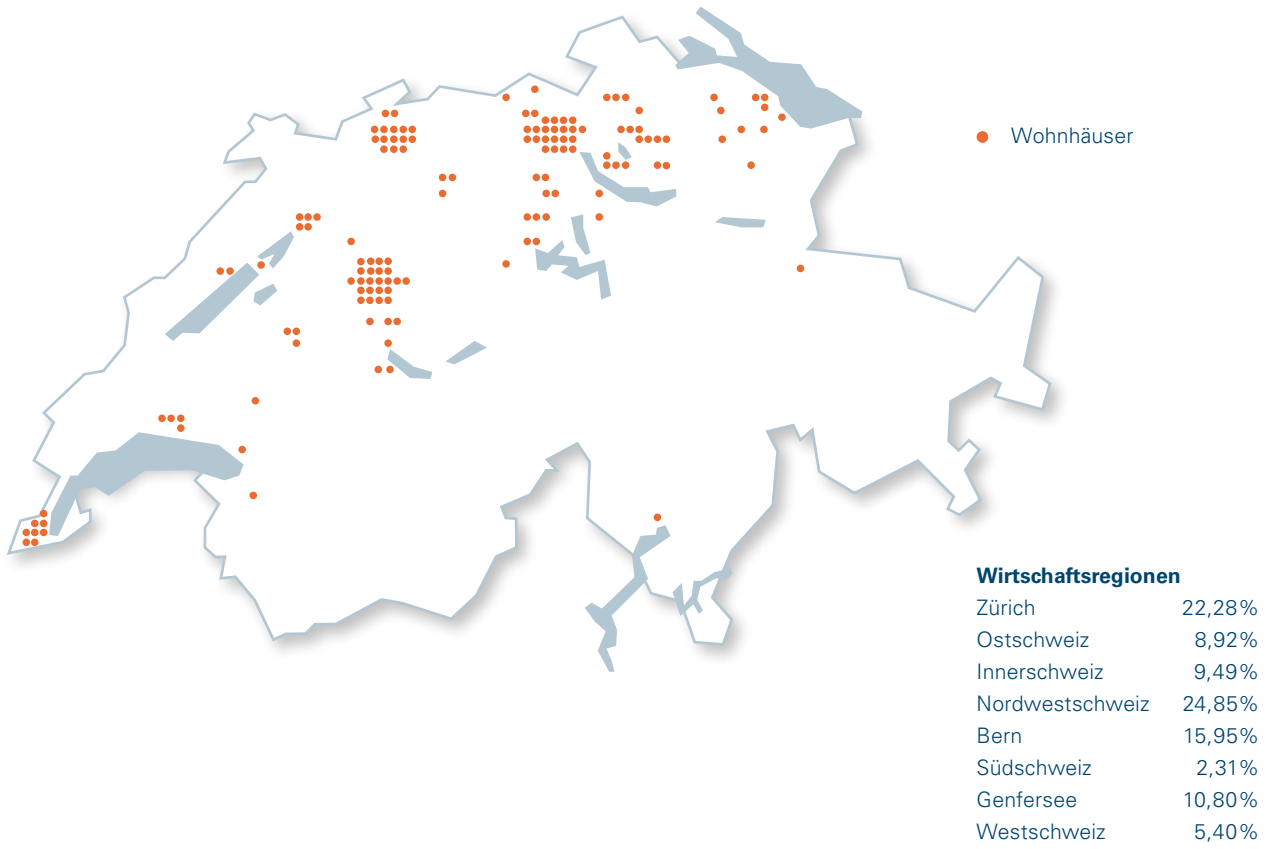 Wohnhäuser
Wirtschaftsregionen
Zürich 22,28%
Ostschweiz 8,92%
Innerschweiz 9,49%
Nordwestschweiz 24,85%
Bern 15,95%
Südschweiz 2,31%
Genfersee 10,80%
Westschweiz 5,40%